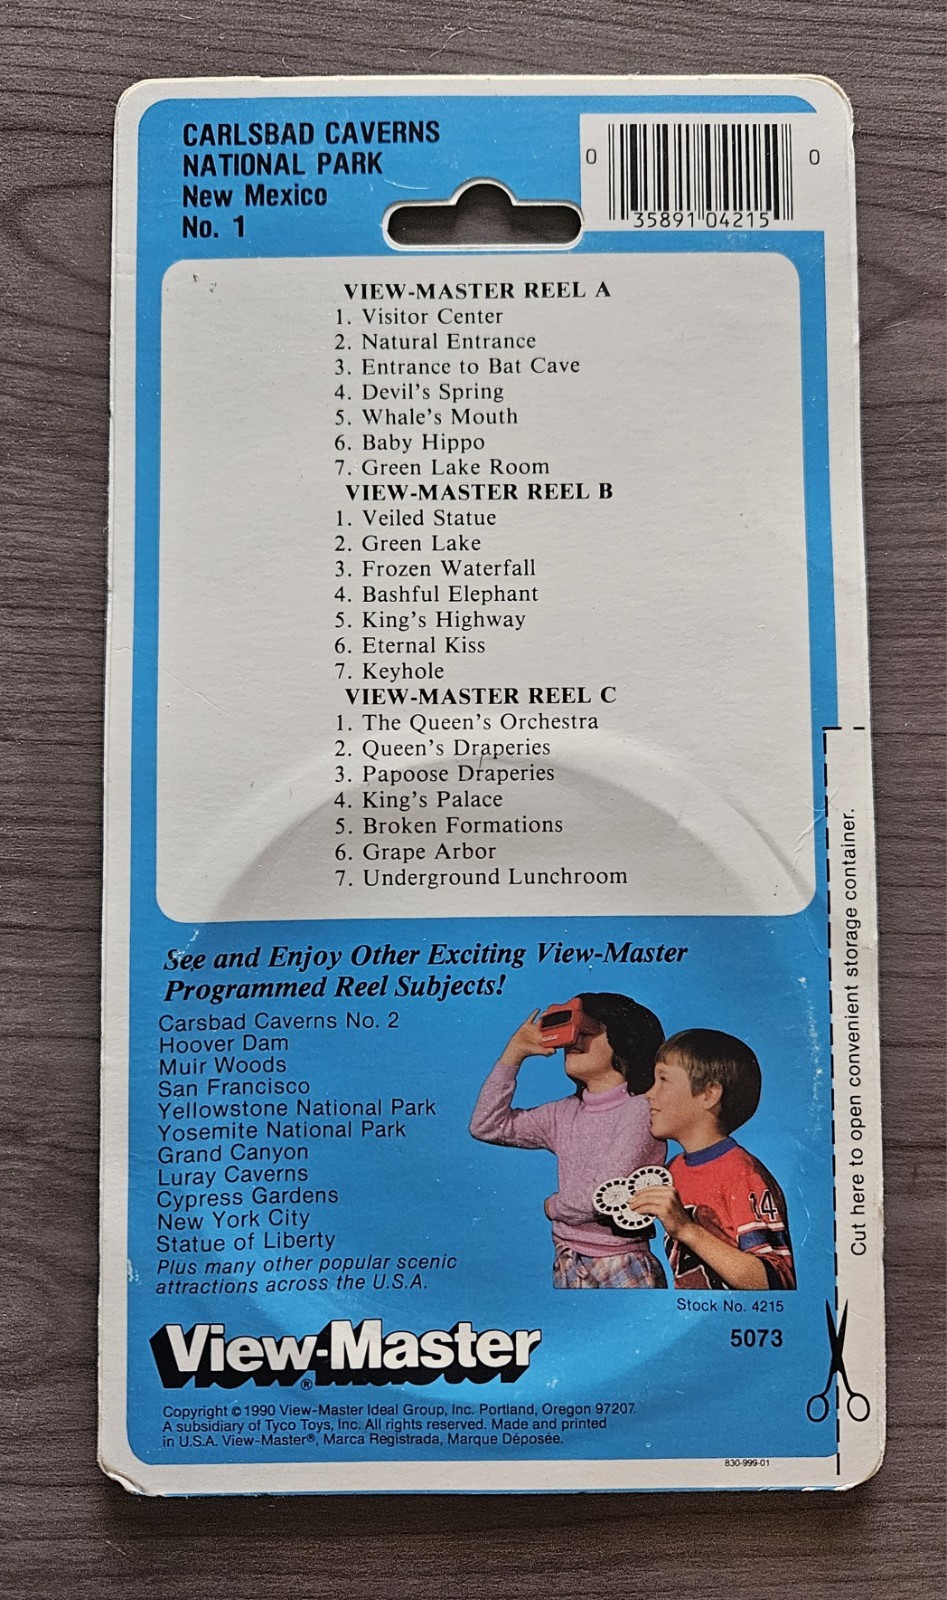 CARLSBAD CAVERNS
NATIONAL PARK
New Mexico
No. 1
0 35891 04215 0
VIEW-MASTER REEL A
1. Visitor Center
2. Natural Entrance
3. Entrance to Bat Cave
4. Devil's Spring
5. Whale's Mouth
6. Baby Hippo
7. Green Lake Room
VIEW-MASTER REEL B
1. Veiled Statue
2. Green Lake
3. Frozen Waterfall
4. Bashful Elephant
5. King's Highway
6. Eternal Kiss
7. Keyhole
VIEW-MASTER REEL C
1. The Queen's Orchestra
2. Queen's Draperies
3. Papoose Draperies
4. King's Palace
5. Broken Formations
6. Grape Arbor
7. Underground Lunchroom
See and Enjoy Other Exciting View-Master
Programmed Reel Subjects!
Carsbad Caverns No. 2
Hoover Dam
Muir Woods
San Francisco
Yellowstone National Park
Yosemite National Park
Grand Canyon
Luray Caverns
Cypress Gardens
New York City
Statue of Liberty
Plus many other popular scenic
attractions across the U.S.A.
14
Cut here to open convenient storage container.
Stock No. 4215
5073
View-Master®
Copyright ©1990 View-Master Ideal Group, Inc. Portland, Oregon 97207.
A subsidiary of Tyco Toys, Inc. All rights reserved. Made and printed
in U.S.A. View-Master®, Marca Registrada, Marque Déposée.
830-999-01